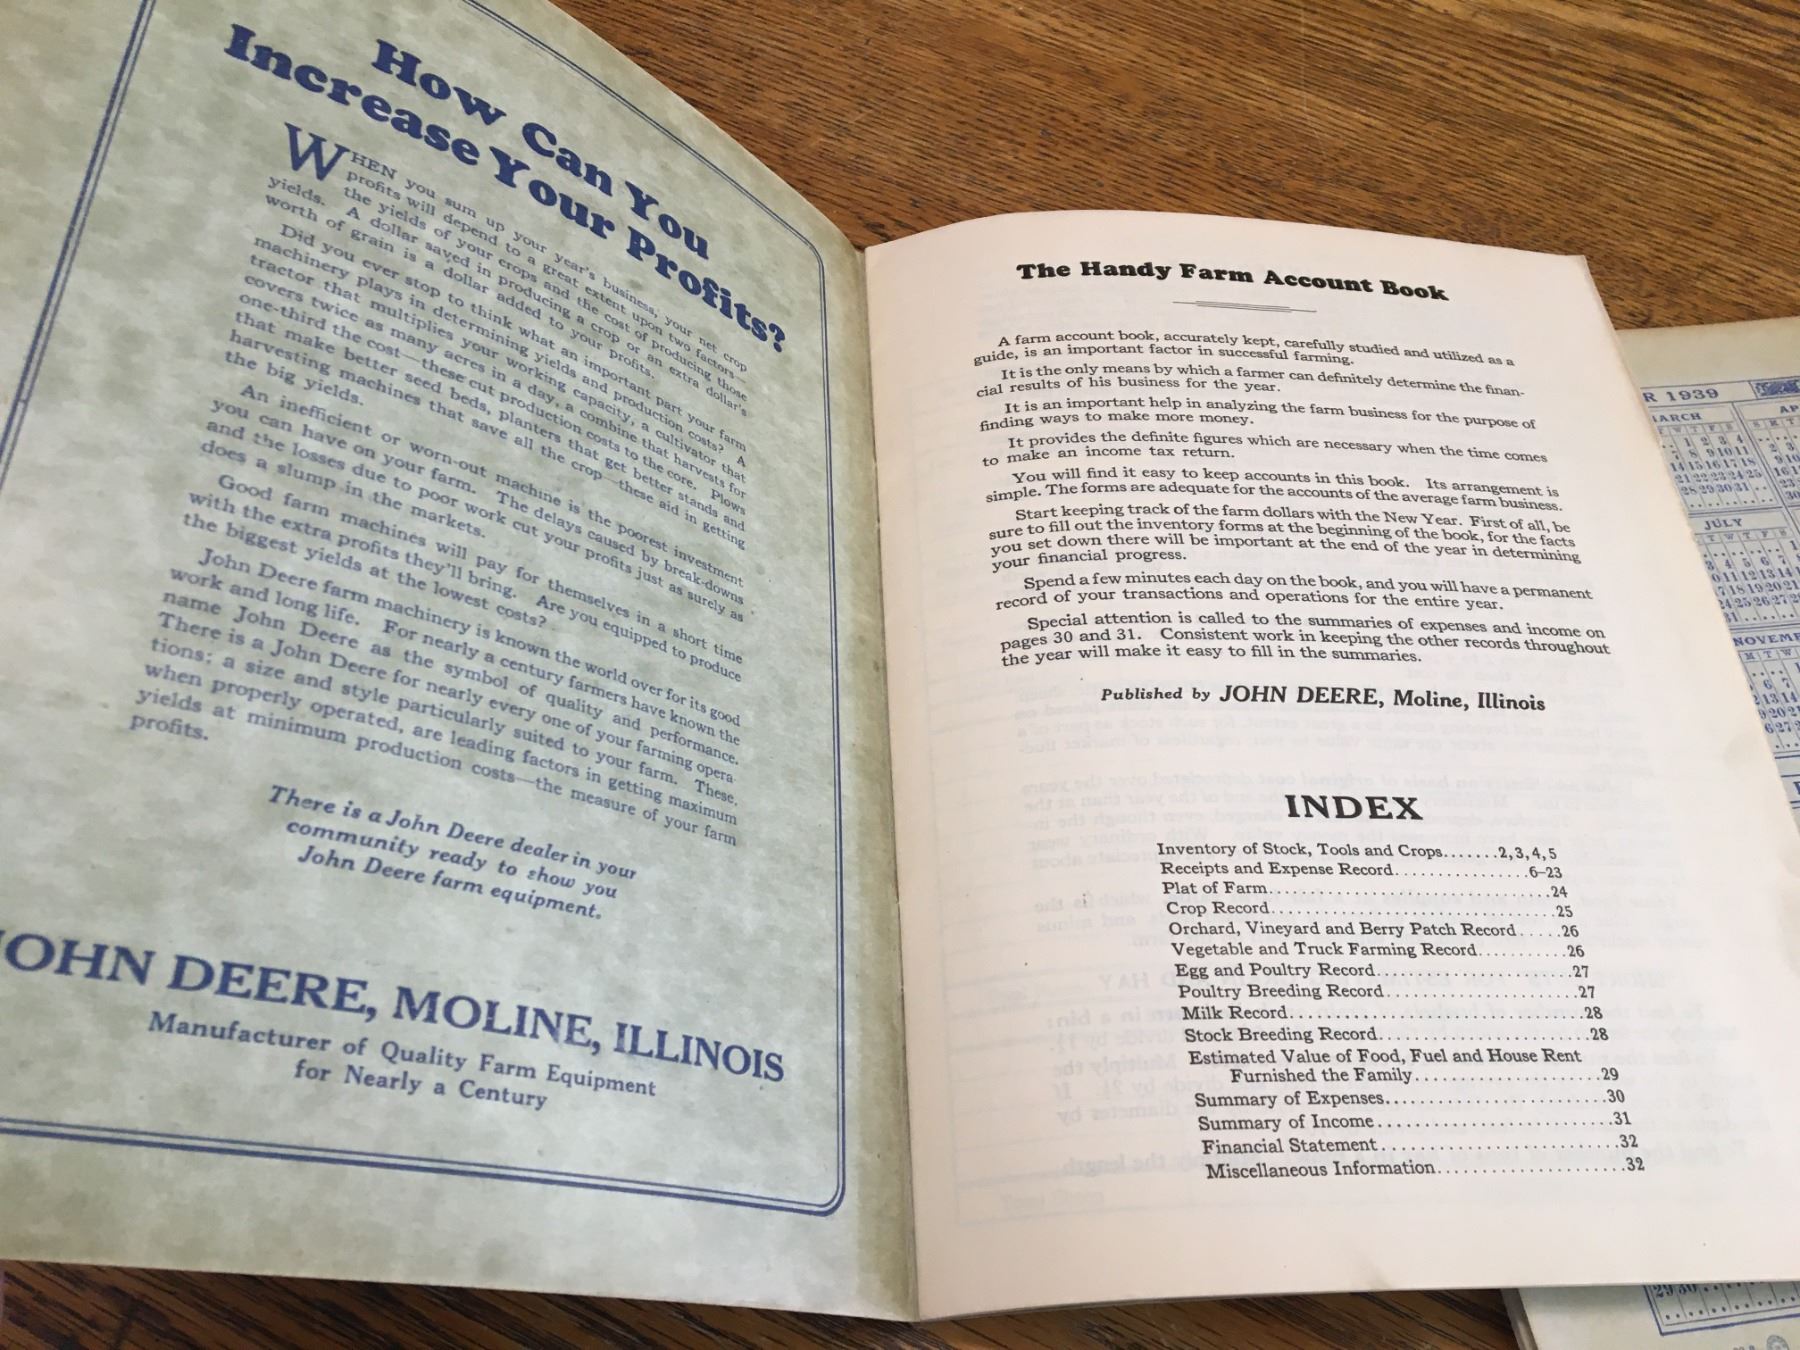 How Can You
Increase Your Profits?
WHEN you sum up your year's business, your net crop
profits will depend to a great extent upon two factors—
the yields of your crops and the cost of producing those
yields. A dollar saved in producing a crop or an extra dollar's
worth of grain is a dollar added to your profits.
Did you ever stop to think what an important part your farm
machinery plays in determining yields and production costs? A
tractor that multiplies your working capacity, a cultivator that
covers twice as many acres in a day, a combine that harvests for
one-third the cost—these cut production costs to the core. Plows
that make better seed beds, planters that get better stands and
harvesting machines that save all the crop—these aid in getting
the big yields.
An inefficient or worn-out machine is the poorest investment
you can have on your farm. The delays caused by break-downs
and the losses due to poor work cut your profits just as surely as
does a slump in the markets.
Good farm machines will pay for themselves in a short time
with the extra profits they'll bring. Are you equipped to produce
the biggest yields at the lowest costs?
John Deere farm machinery is known the world over for its good
work and long life. For nearly a century farmers have known the
name John Deere as the symbol of quality and performance.
There is a John Deere for nearly every one of your farming opera
tions; a size and style particularly suited to your farm. These,
when properly operated, are leading factors in getting maximum
yields at minimum production costs—the measure of your farm
profits.
There is a John Deere dealer in your
community ready to show you
John Deere farm equipment.
JOHN DEERE, MOLINE, ILLINOIS
Manufacturer of Quality Farm Equipment
for Nearly a Century
The Handy Farm Account Book
A farm account book, accurately kept, carefully studied and utilized as a
guide, is an important factor in successful farming.
It is the only means by which a farmer can definitely determine the finan-
cial results of his business for the year.
It is an important help in analyzing the farm business for the purpose of
finding ways to make more money.
It provides the definite figures which are necessary when the time comes
to make an income tax return.
You will find it easy to keep accounts in this book. Its arrangement is
simple. The forms are adequate for the accounts of the average farm business.
Start keeping track of the farm dollars with the New Year. First of all, be
sure to fill out the inventory forms at the beginning of the book, for the facts
you set down there will be important at the end of the year in determining
your financial progress.
Spend a few minutes each day on the book, and you will have a permanent
record of your transactions and operations for the entire year.
Special attention is called to the summaries of expenses and income on
pages 30 and 31. Consistent work in keeping the other records throughout
the year will make it easy to fill in the summaries.
Published by JOHN DEERE, Moline, Illinois
INDEX
Inventory of Stock, Tools and Crops.......2,3,4,5
Receipts and Expense Record...............6-23
Plat of Farm...............................24
Crop Record...............................25
Orchard, Vineyard and Berry Patch Record.....26
Vegetable and Truck Farming Record..........26
Egg and Poultry Record.....................27
Poultry Breeding Record.....................27
Milk Record................................28
Stock Breeding Record......................28
Estimated Value of Food, Fuel and House Rent
Furnished the Family....................29
Summary of Expenses.......................30
Summary of Income........................31
Financial Statement........................32
Miscellaneous Information...................32
R 1939
MARCH
JULY